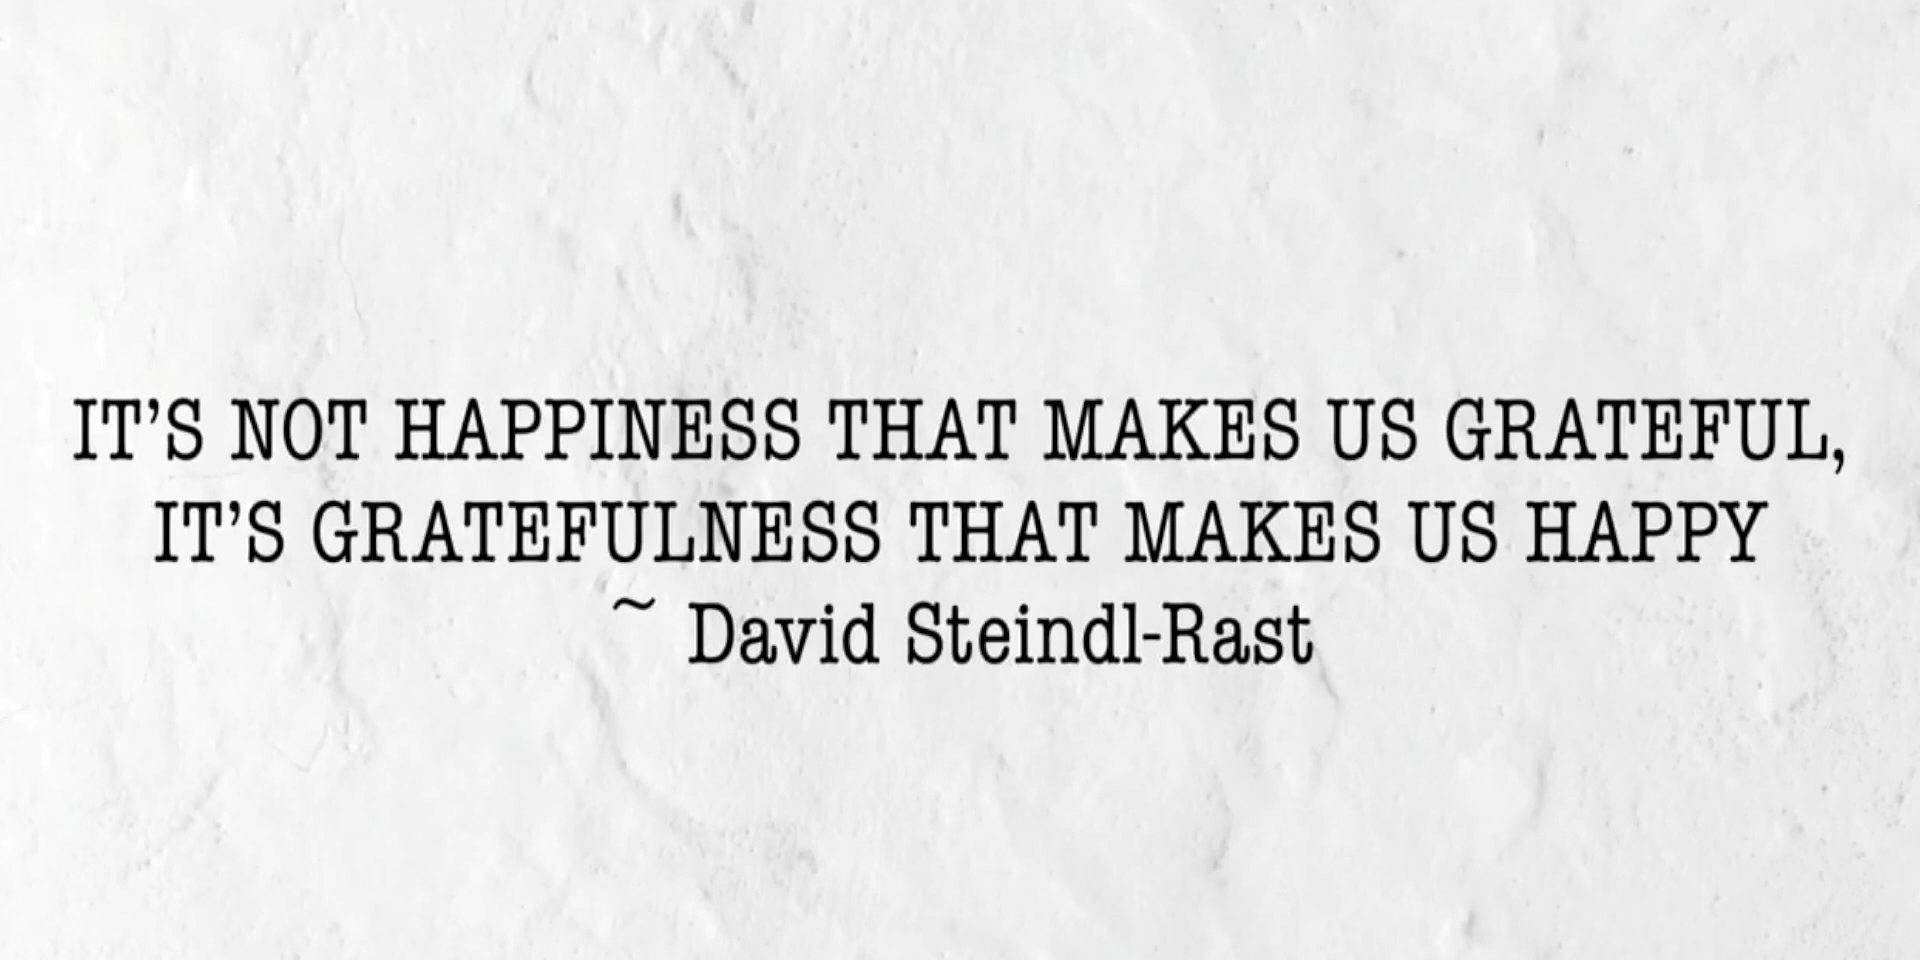 IT’S NOT HAPPINESS THAT MAKES US GRATEFUL,
IT’S GRATEFULNESS THAT MAKES US HAPPY
~ David Steindl-Rast